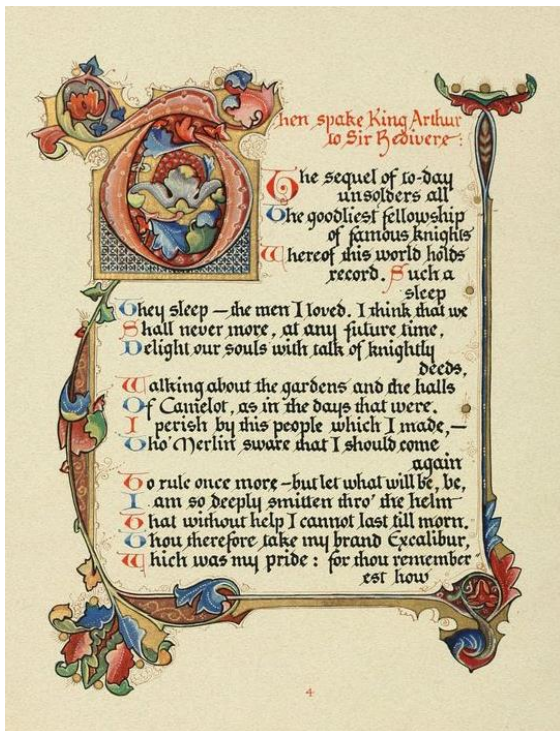 Then spake King Arthur
to Sir Bedivere:
The sequel of to-day
unsolders all
The goodliest fellowship
of famous knights
Whereof this world holds
record. Such a
sleep
They sleep — the men I loved. I think that we
Shall never more, at any future time,
Delight our souls with talk of knightly
deeds,
Walking about the gardens and the halls
Of Camelot, as in the days that were.
I perish by this people which I made, —
Tho' Merlin sware that I should come
again
To rule once more — but let what will be, be,
I am so deeply smitten thro' the helm
That without help I cannot last till morn.
Thou therefore take my brand Excalibur,
Which was my pride: for thou remember
est how
4